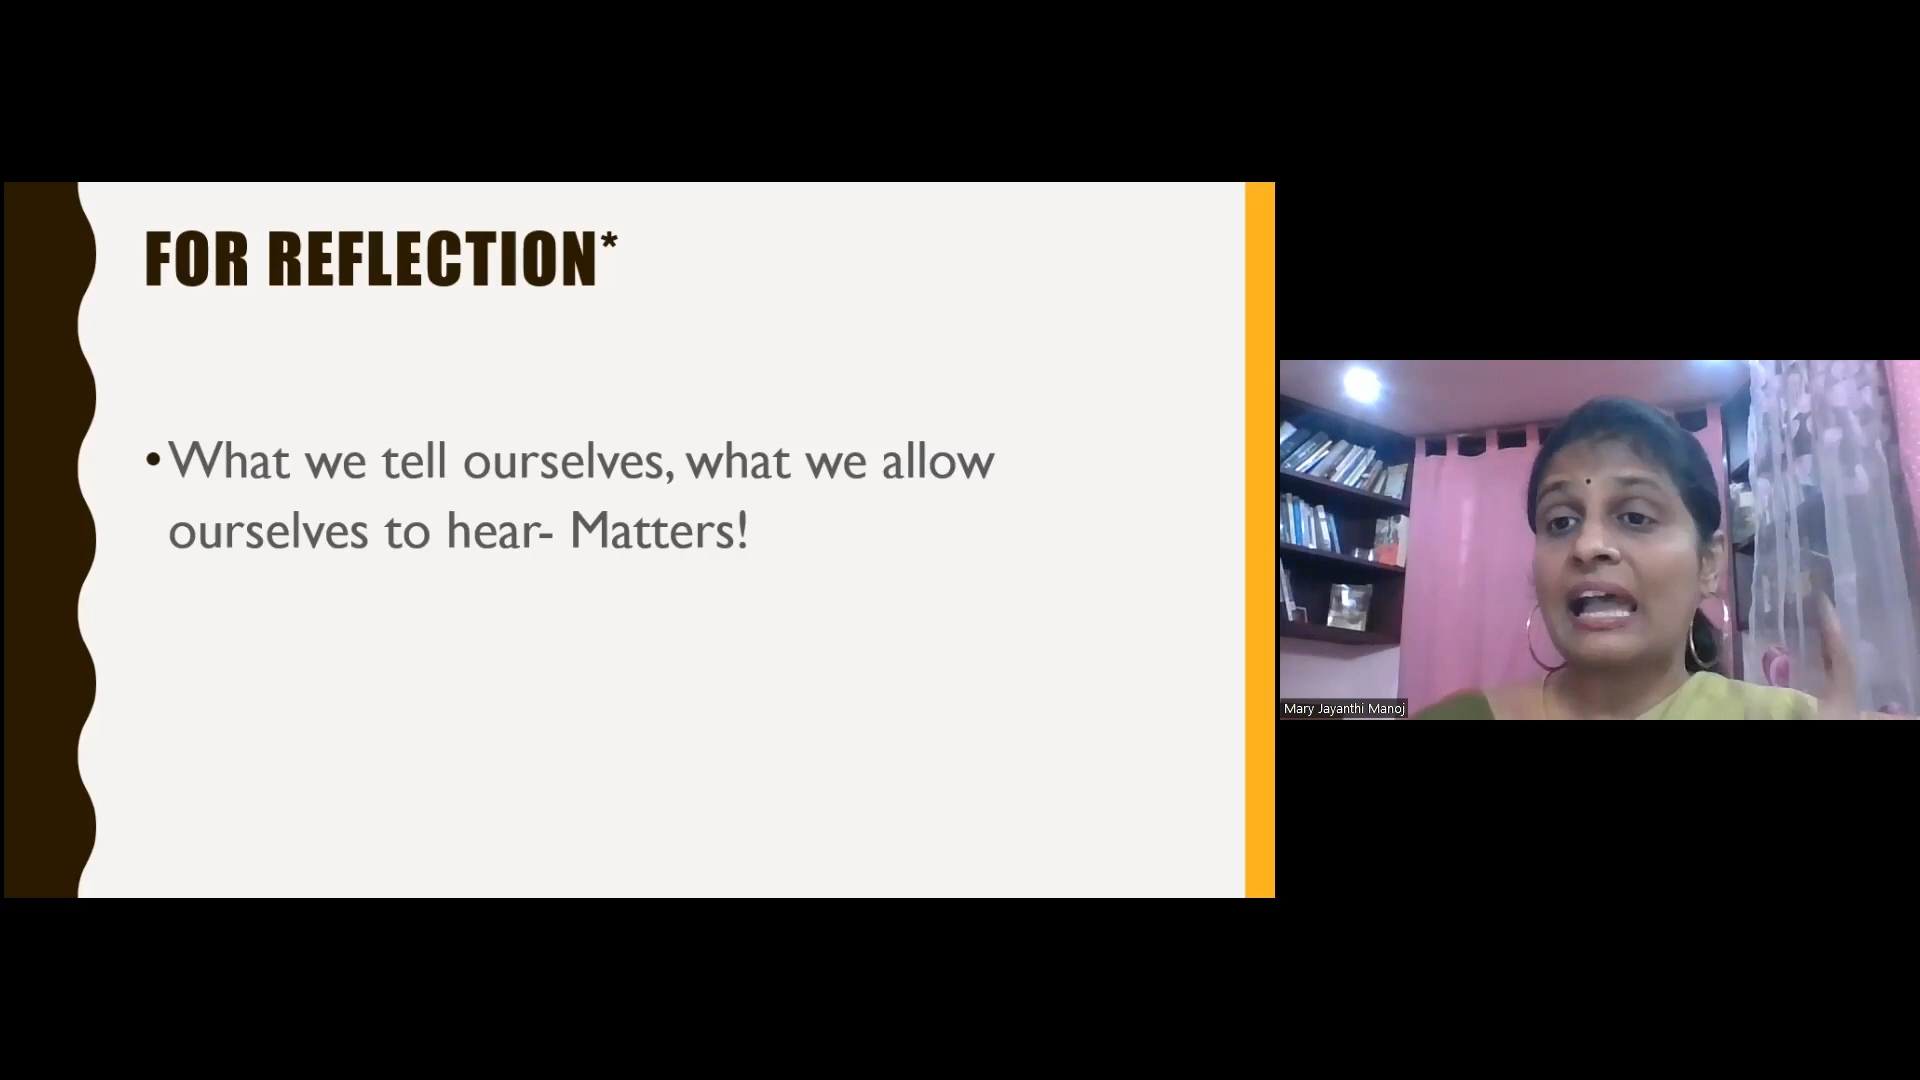 FOR REFLECTION*
•What we tell ourselves, what we allow
ourselves to hear- Matters!
Mary Jayanthi Manoj